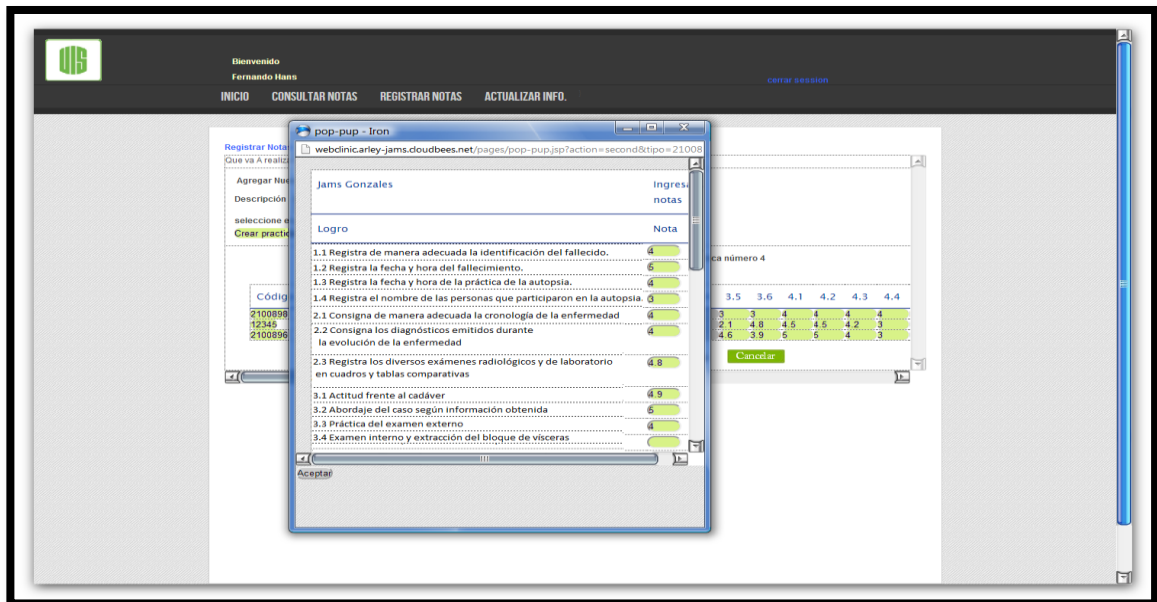 UIS
Bienvenido
Fernando Hans
cerrar session
INICIO CONSULTAR NOTAS REGISTRAR NOTAS ACTUALIZAR INFO.
pop-pup - Iron
webclinic.arley-jams.cloudbees.net/pages/pop-pup.jsp?action=second&tipo=21008
Registrar Notas
Que va A realiza
Agregar Nue
Descripción
seleccione e
Crear practic
Jams Gonzales Ingresa
notas
Logro Nota
1.1 Registra de manera adecuada la identificación del fallecido. 4
1.2 Registra la fecha y hora del fallecimiento. 5
1.3 Registra la fecha y hora de la práctica de la autopsia. 4
1.4 Registra el nombre de las personas que participaron en la autopsia. 3
2.1 Consigna de manera adecuada la cronología de la enfermedad 4
2.2 Consigna los diagnósticos emitidos durante 4
la evolución de la enfermedad
2.3 Registra los diversos exámenes radiológicos y de laboratorio 4.8
en cuadros y tablas comparativas
3.1 Actitud frente al cadáver 4.9
3.2 Abordaje del caso según información obtenida 5
3.3 Práctica del examen externo 4
3.4 Examen interno y extracción del bloque de vísceras
Aceptar
ca número 4
Códig 3.5 3.6 4.1 4.2 4.3 4.4
2100898 3 3 4 4 4 4
12345 2.1 4.8 4.5 4.5 4.2 3
2100896 4.6 3.9 5 5 4 3
Cancelar